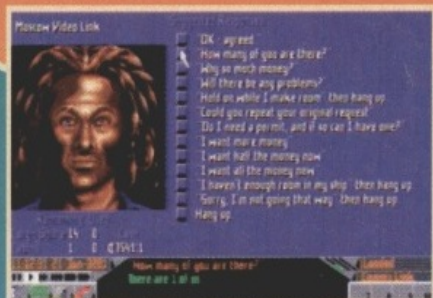 Moscow Video Link
"OK - agreed"
"How many of you are there?"
"Why so much money?"
"Will there be any problems?"
"Hold on while I make room" then hang up
"Could you repeat your original request"
"Do I need a permit, and if so can I have one?"
"I want more money"
"I want half the money now"
"I want all the money now"
"I haven't enough room in my ship" then hang up
"Sorry, I'm not going that way" then hang up
Hang up
How many of you are there?
There are 1 of us